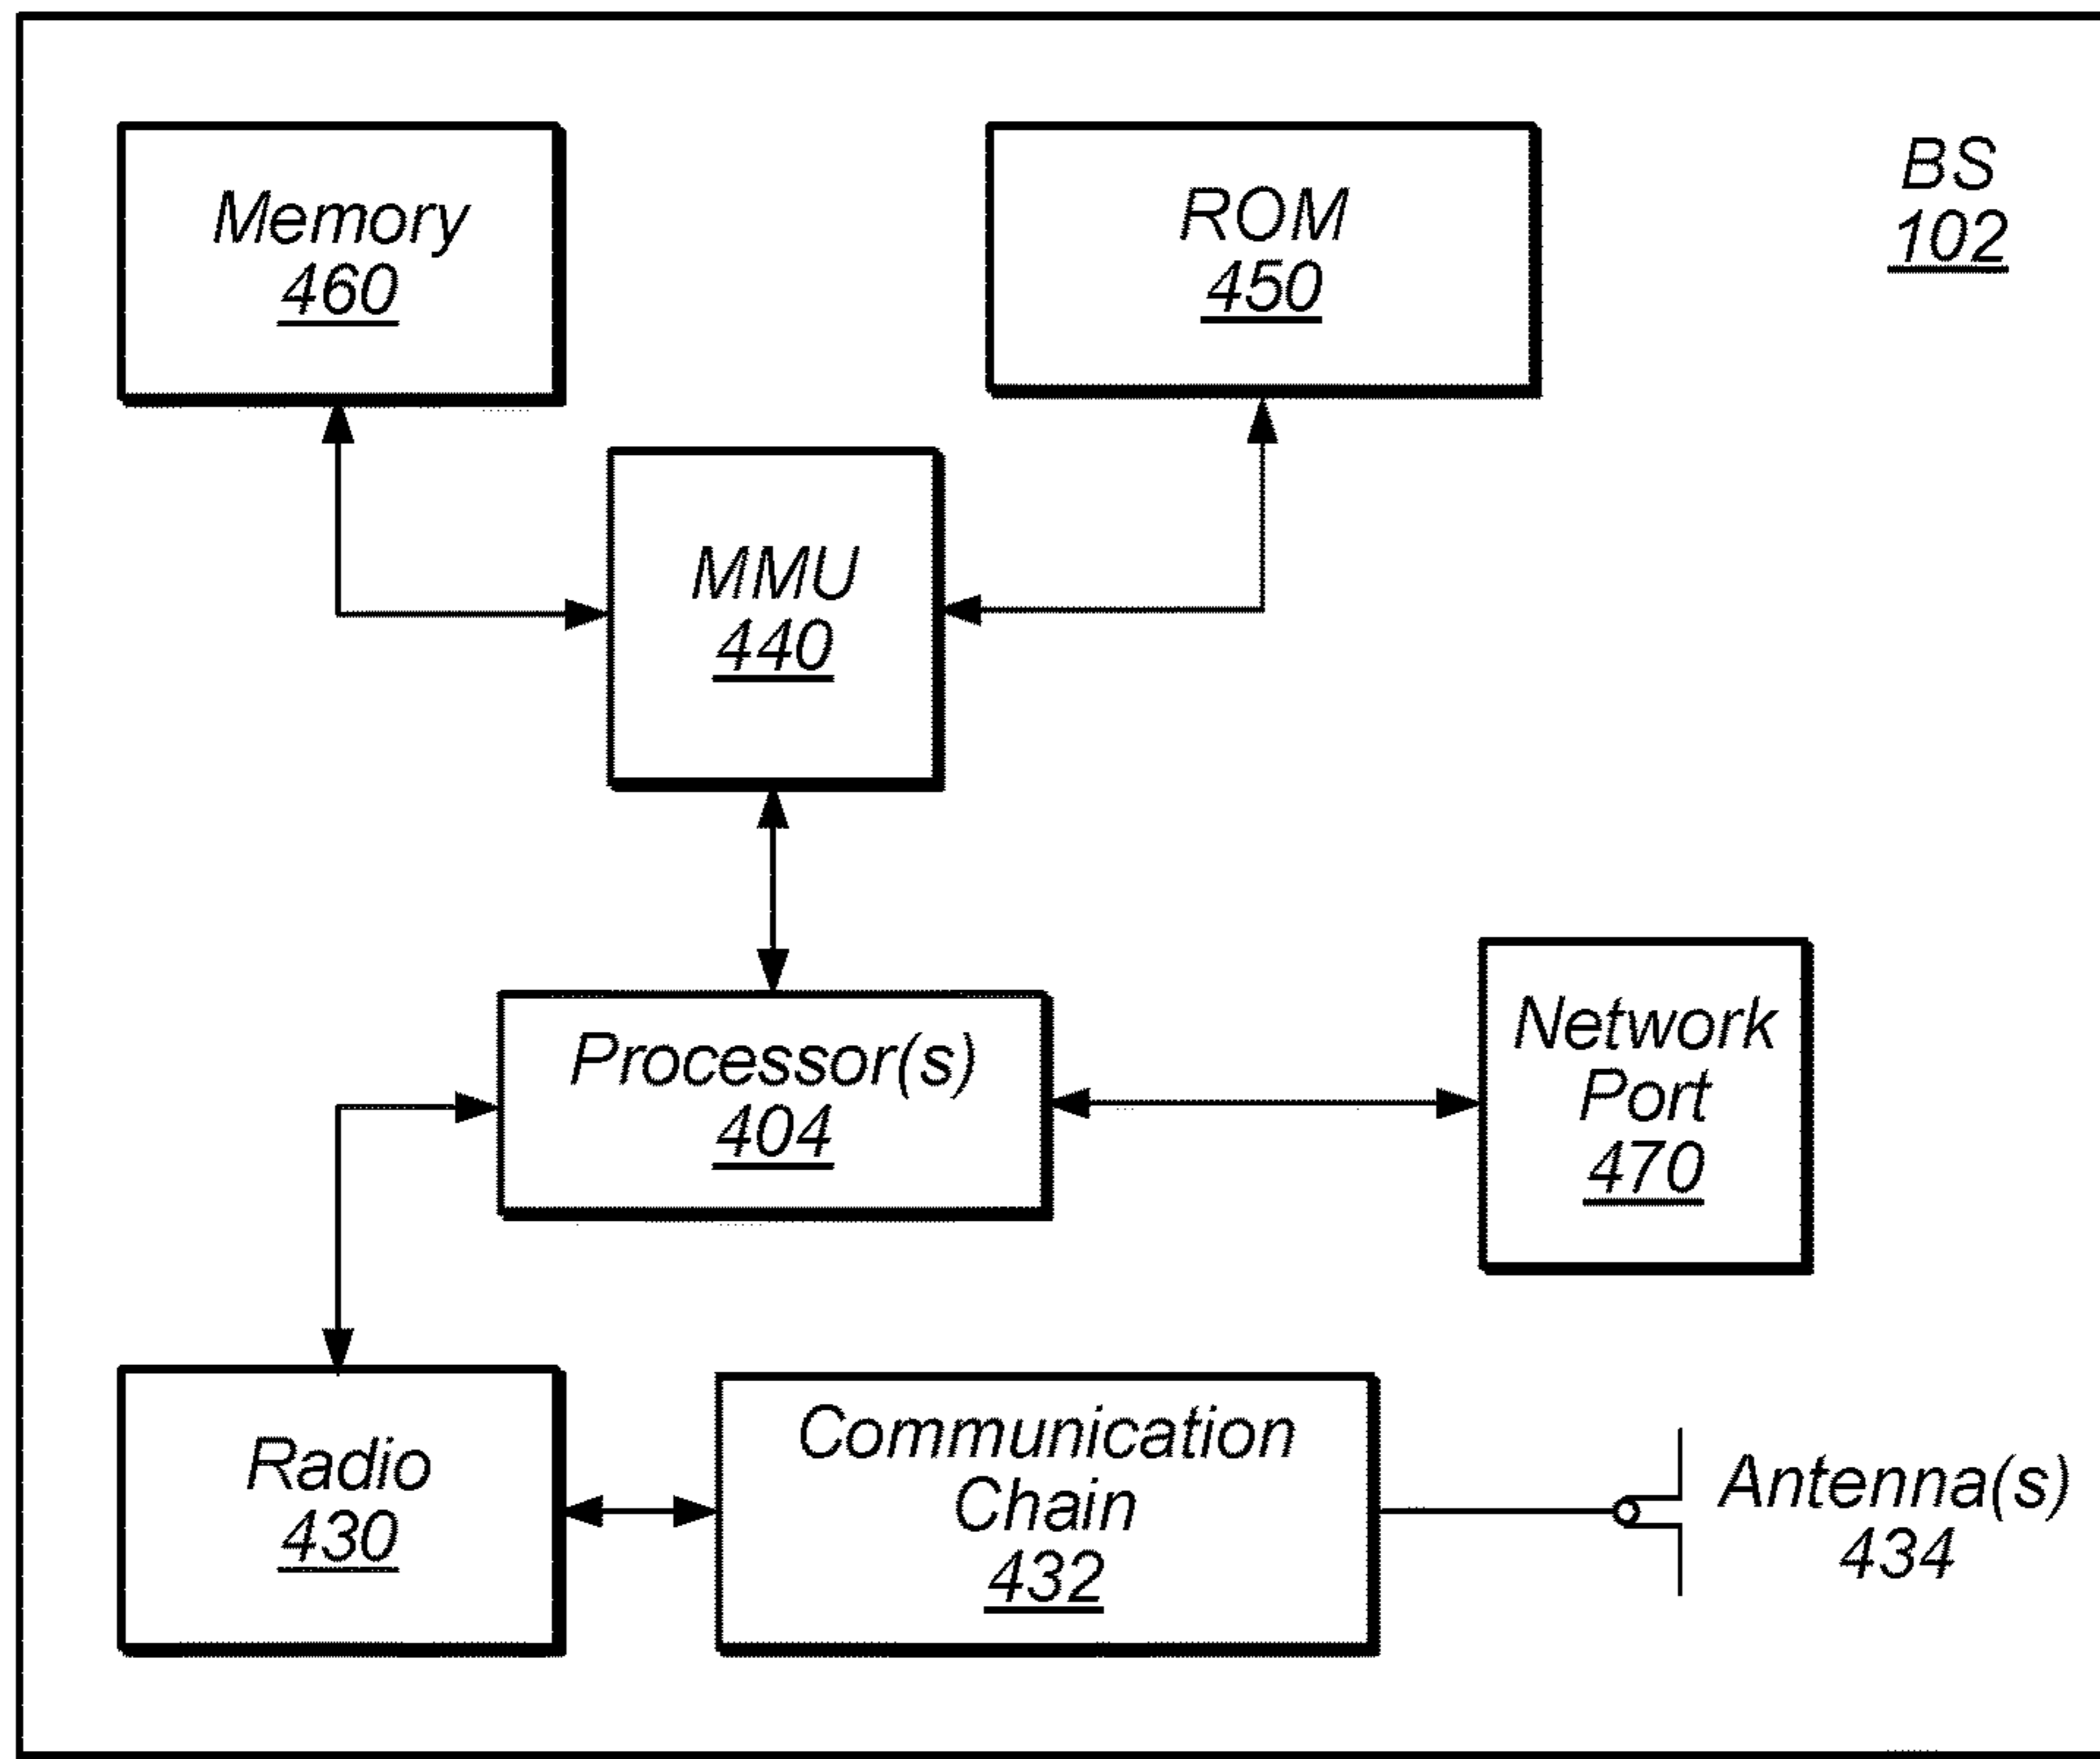 Memory
460
ROM
450
BS
102
MMU
440
Processor(s)
404
Network
Port
470
Radio
430
Communication
Chain
432
Antenna(s)
434